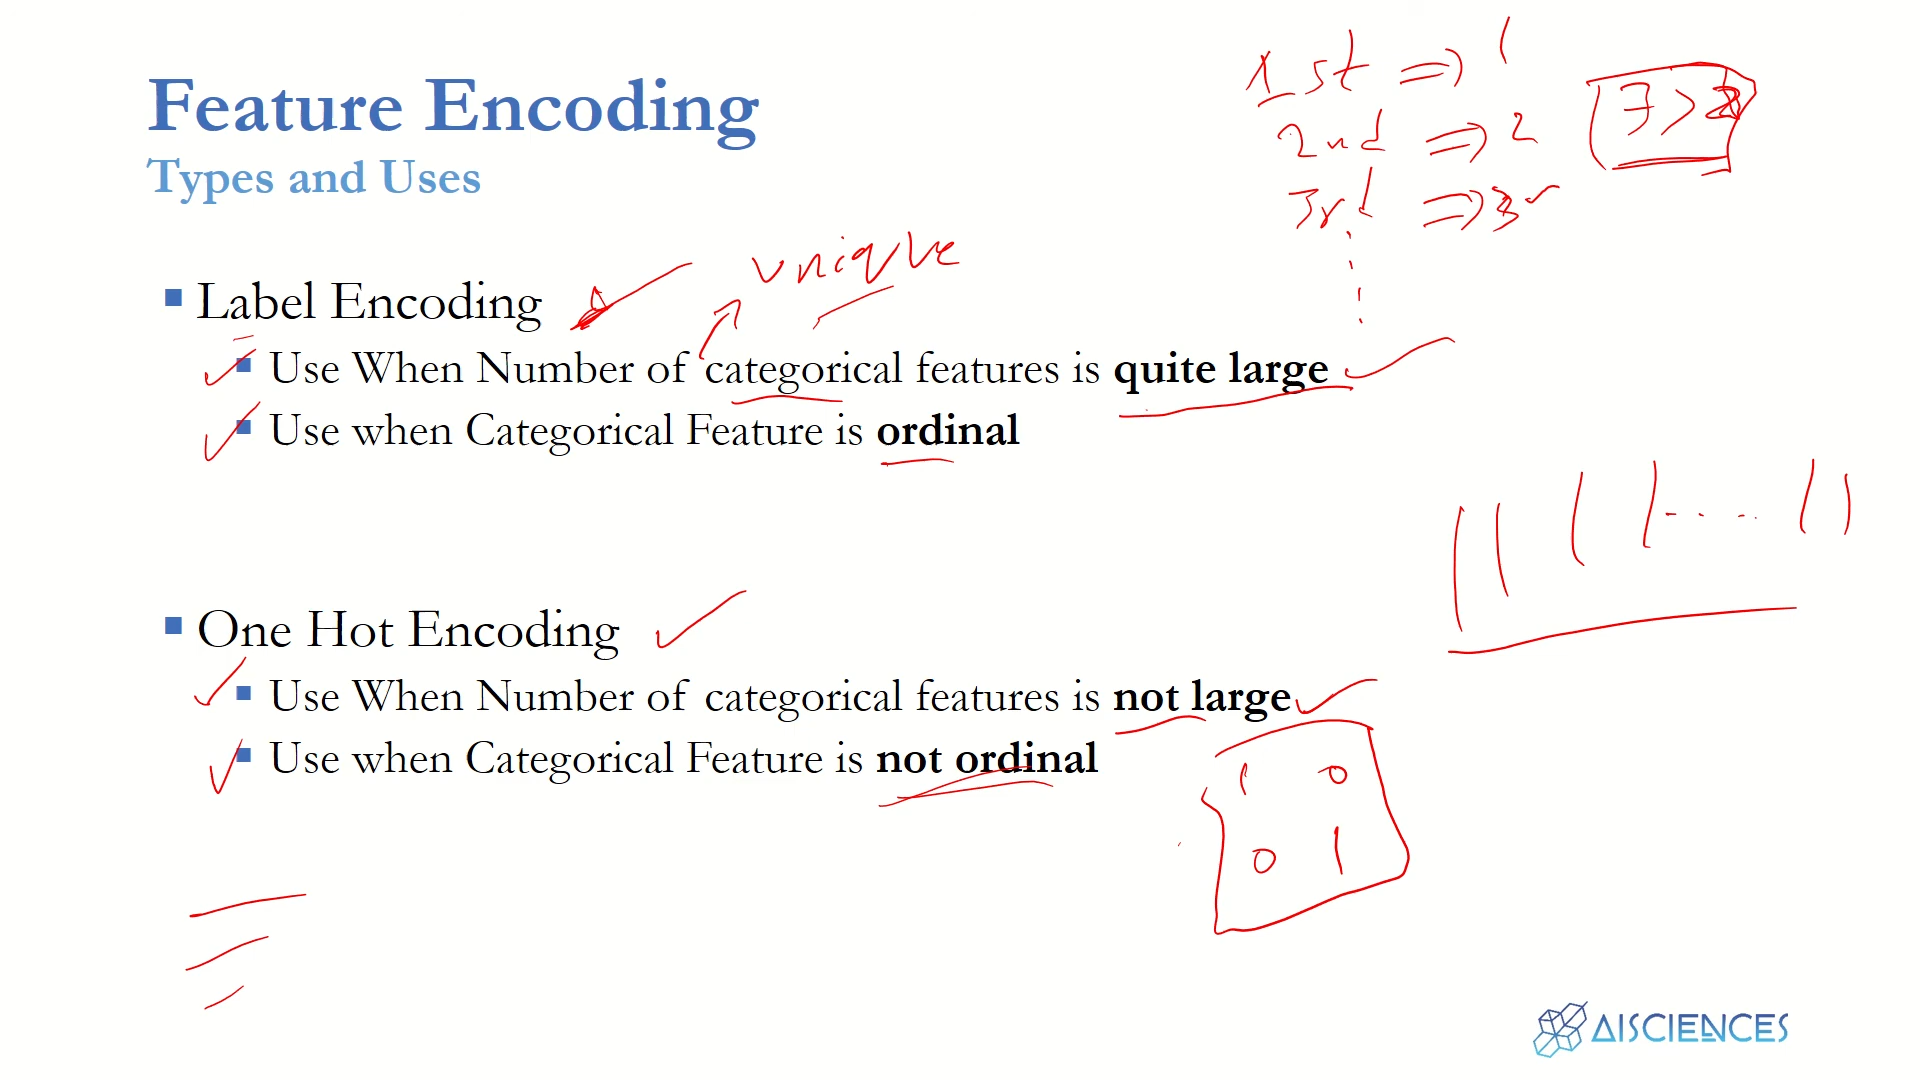 Feature Encoding
Types and Uses
1st ⇒ 1
2nd ⇒ 2
3rd ⇒ 3
3 > 2
unique
Label Encoding
Use When Number of categorical features is quite large
Use when Categorical Feature is ordinal
One Hot Encoding
Use When Number of categorical features is not large
Use when Categorical Feature is not ordinal
1 0
0 1
AISCIENCES